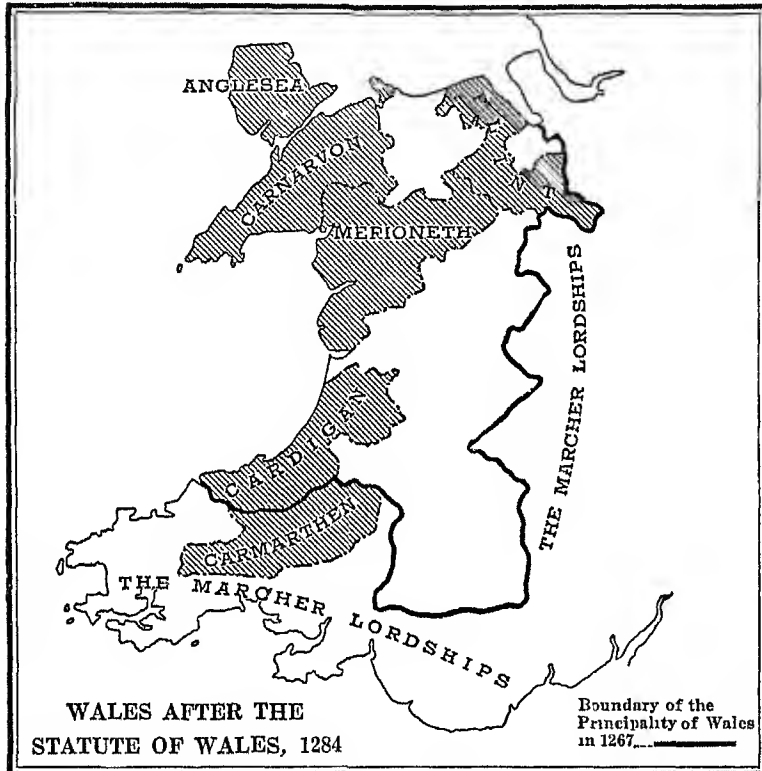 ANGLESEA
CARNARVON
FLINT
MERIONETH
THE MARCHER LORDSHIPS
CARDIGAN
CARMARTHEN
THE MARCHER LORDSHIPS
WALES AFTER THE
STATUTE OF WALES, 1284
Boundary of the
Principality of Wales
in 1267